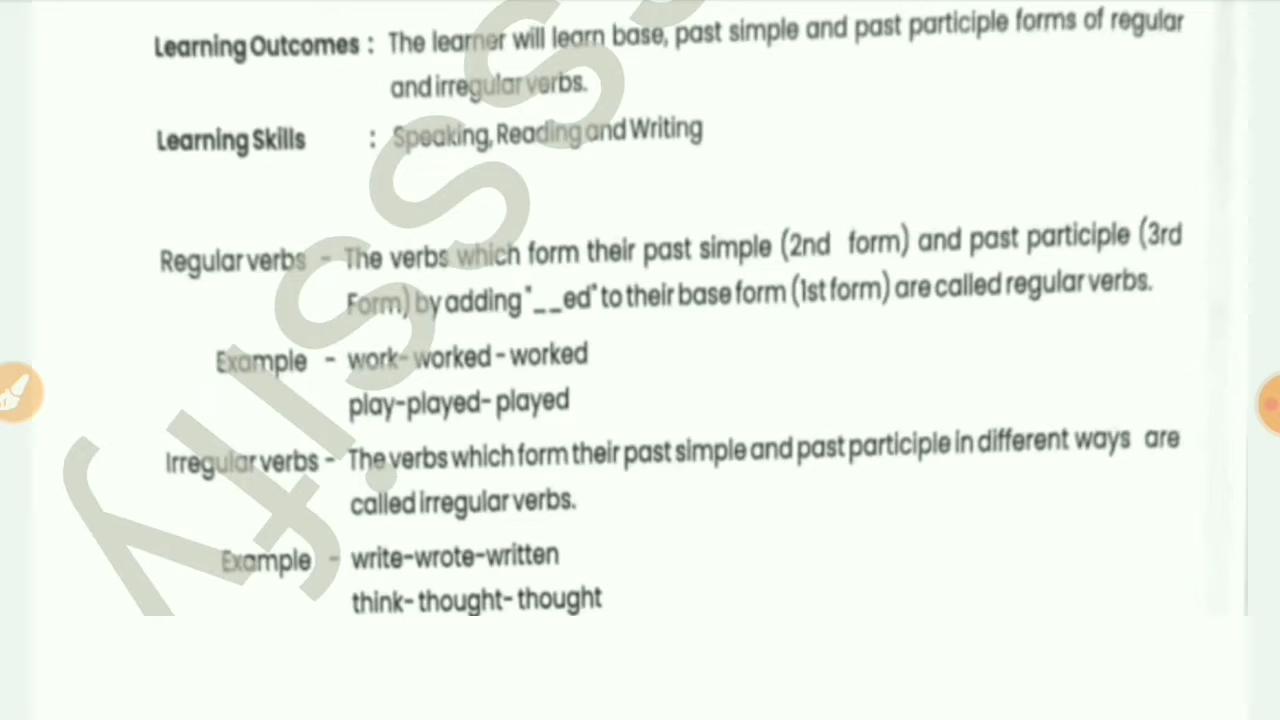 Learning Outcomes : The learner will learn base, past simple and past participle forms of regular
and irregular verbs.
Learning Skills : Speaking, Reading and Writing
Regular verbs - The verbs which form their past simple (2nd form) and past participle (3rd
Form) by adding "__ed" to their base form (1st form) are called regular verbs.
Example - work- worked - worked
play-played- played
Irregular verbs - The verbs which form their past simple and past participle in different ways are
called irregular verbs.
Example - write-wrote-written
think- thought- thought